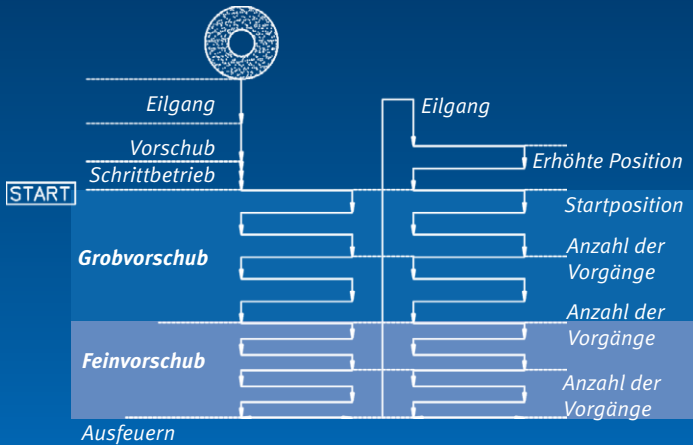 Eilgang
Eilgang
Vorschub
Erhöhte Position
Schrittbetrieb
START
Startposition
Grobvorschub
Anzahl der
Vorgänge
Anzahl der
Vorgänge
Feinvorschub
Anzahl der
Vorgänge
Ausfeuern